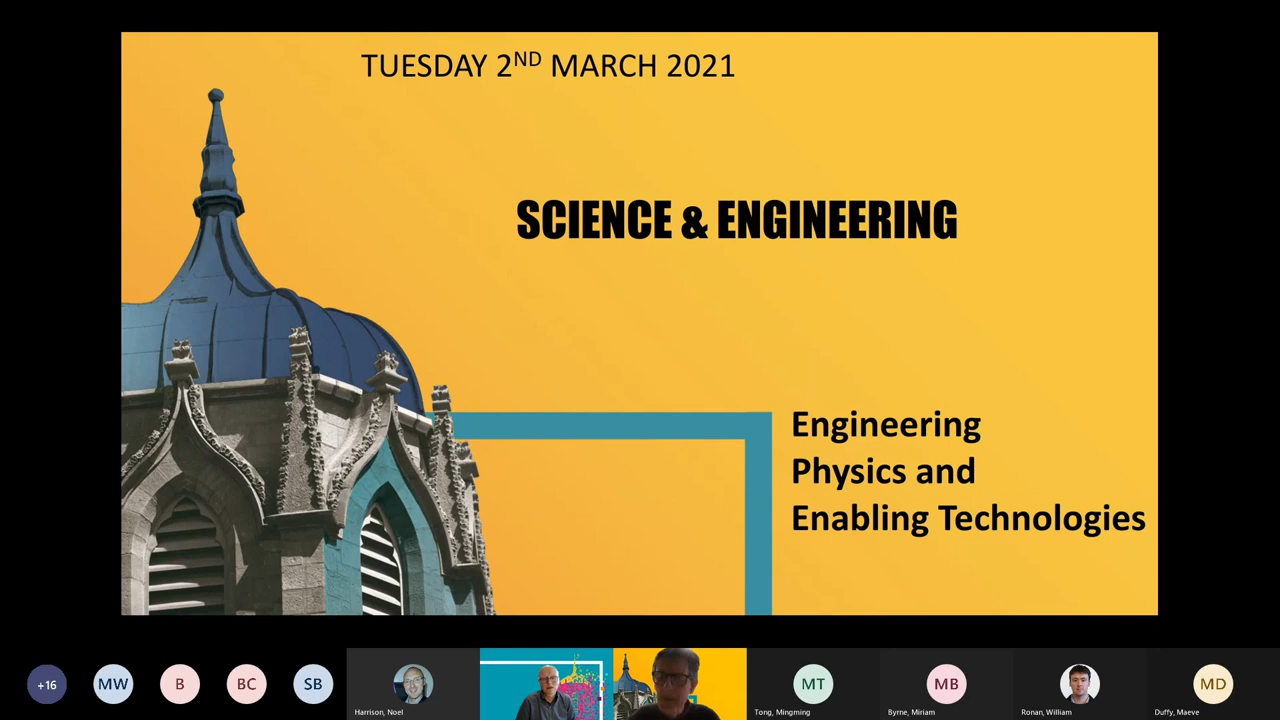 TUESDAY 2ND MARCH 2021
SCIENCE & ENGINEERING
Engineering
Physics and
Enabling Technologies
+16
MW
B
BC
SB
MT
MB
MD
Harrison, Noel
Tong, Mingming
Byrne, Miriam
Ronan, William
Duffy, Maeve